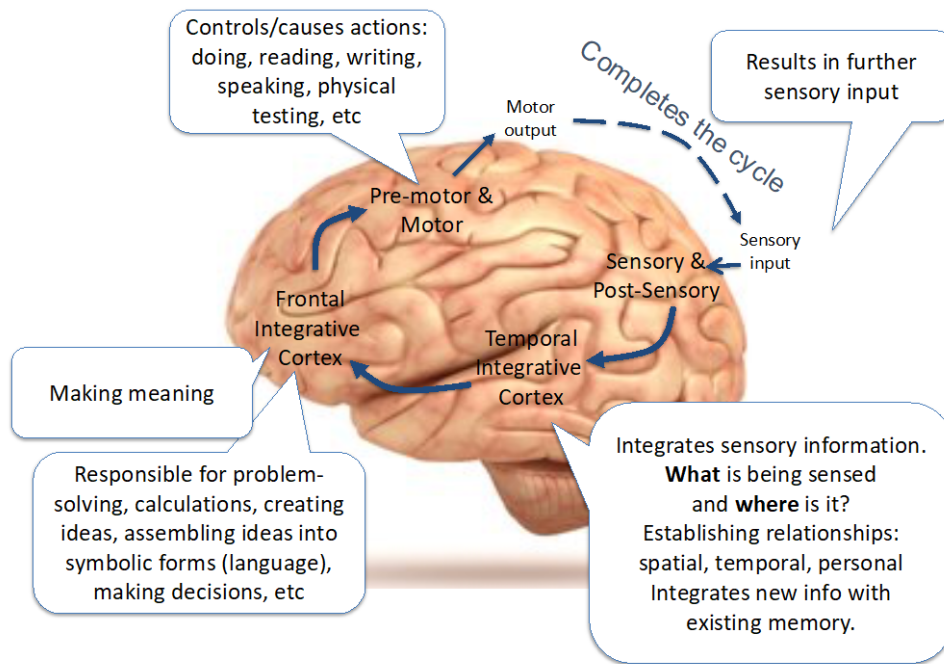 Controls/causes actions:
doing, reading, writing,
speaking, physical
testing, etc
Results in further
sensory input
Completes the cycle
Motor
output
Pre-motor &
Motor
Sensory
input
Sensory &
Post-Sensory
Frontal
Integrative
Cortex
Temporal
Integrative
Cortex
Making meaning
Responsible for problem-
solving, calculations, creating
ideas, assembling ideas into
symbolic forms (language),
making decisions, etc
Integrates sensory information.
What is being sensed
and where is it?
Establishing relationships:
spatial, temporal, personal
Integrates new info with
existing memory.